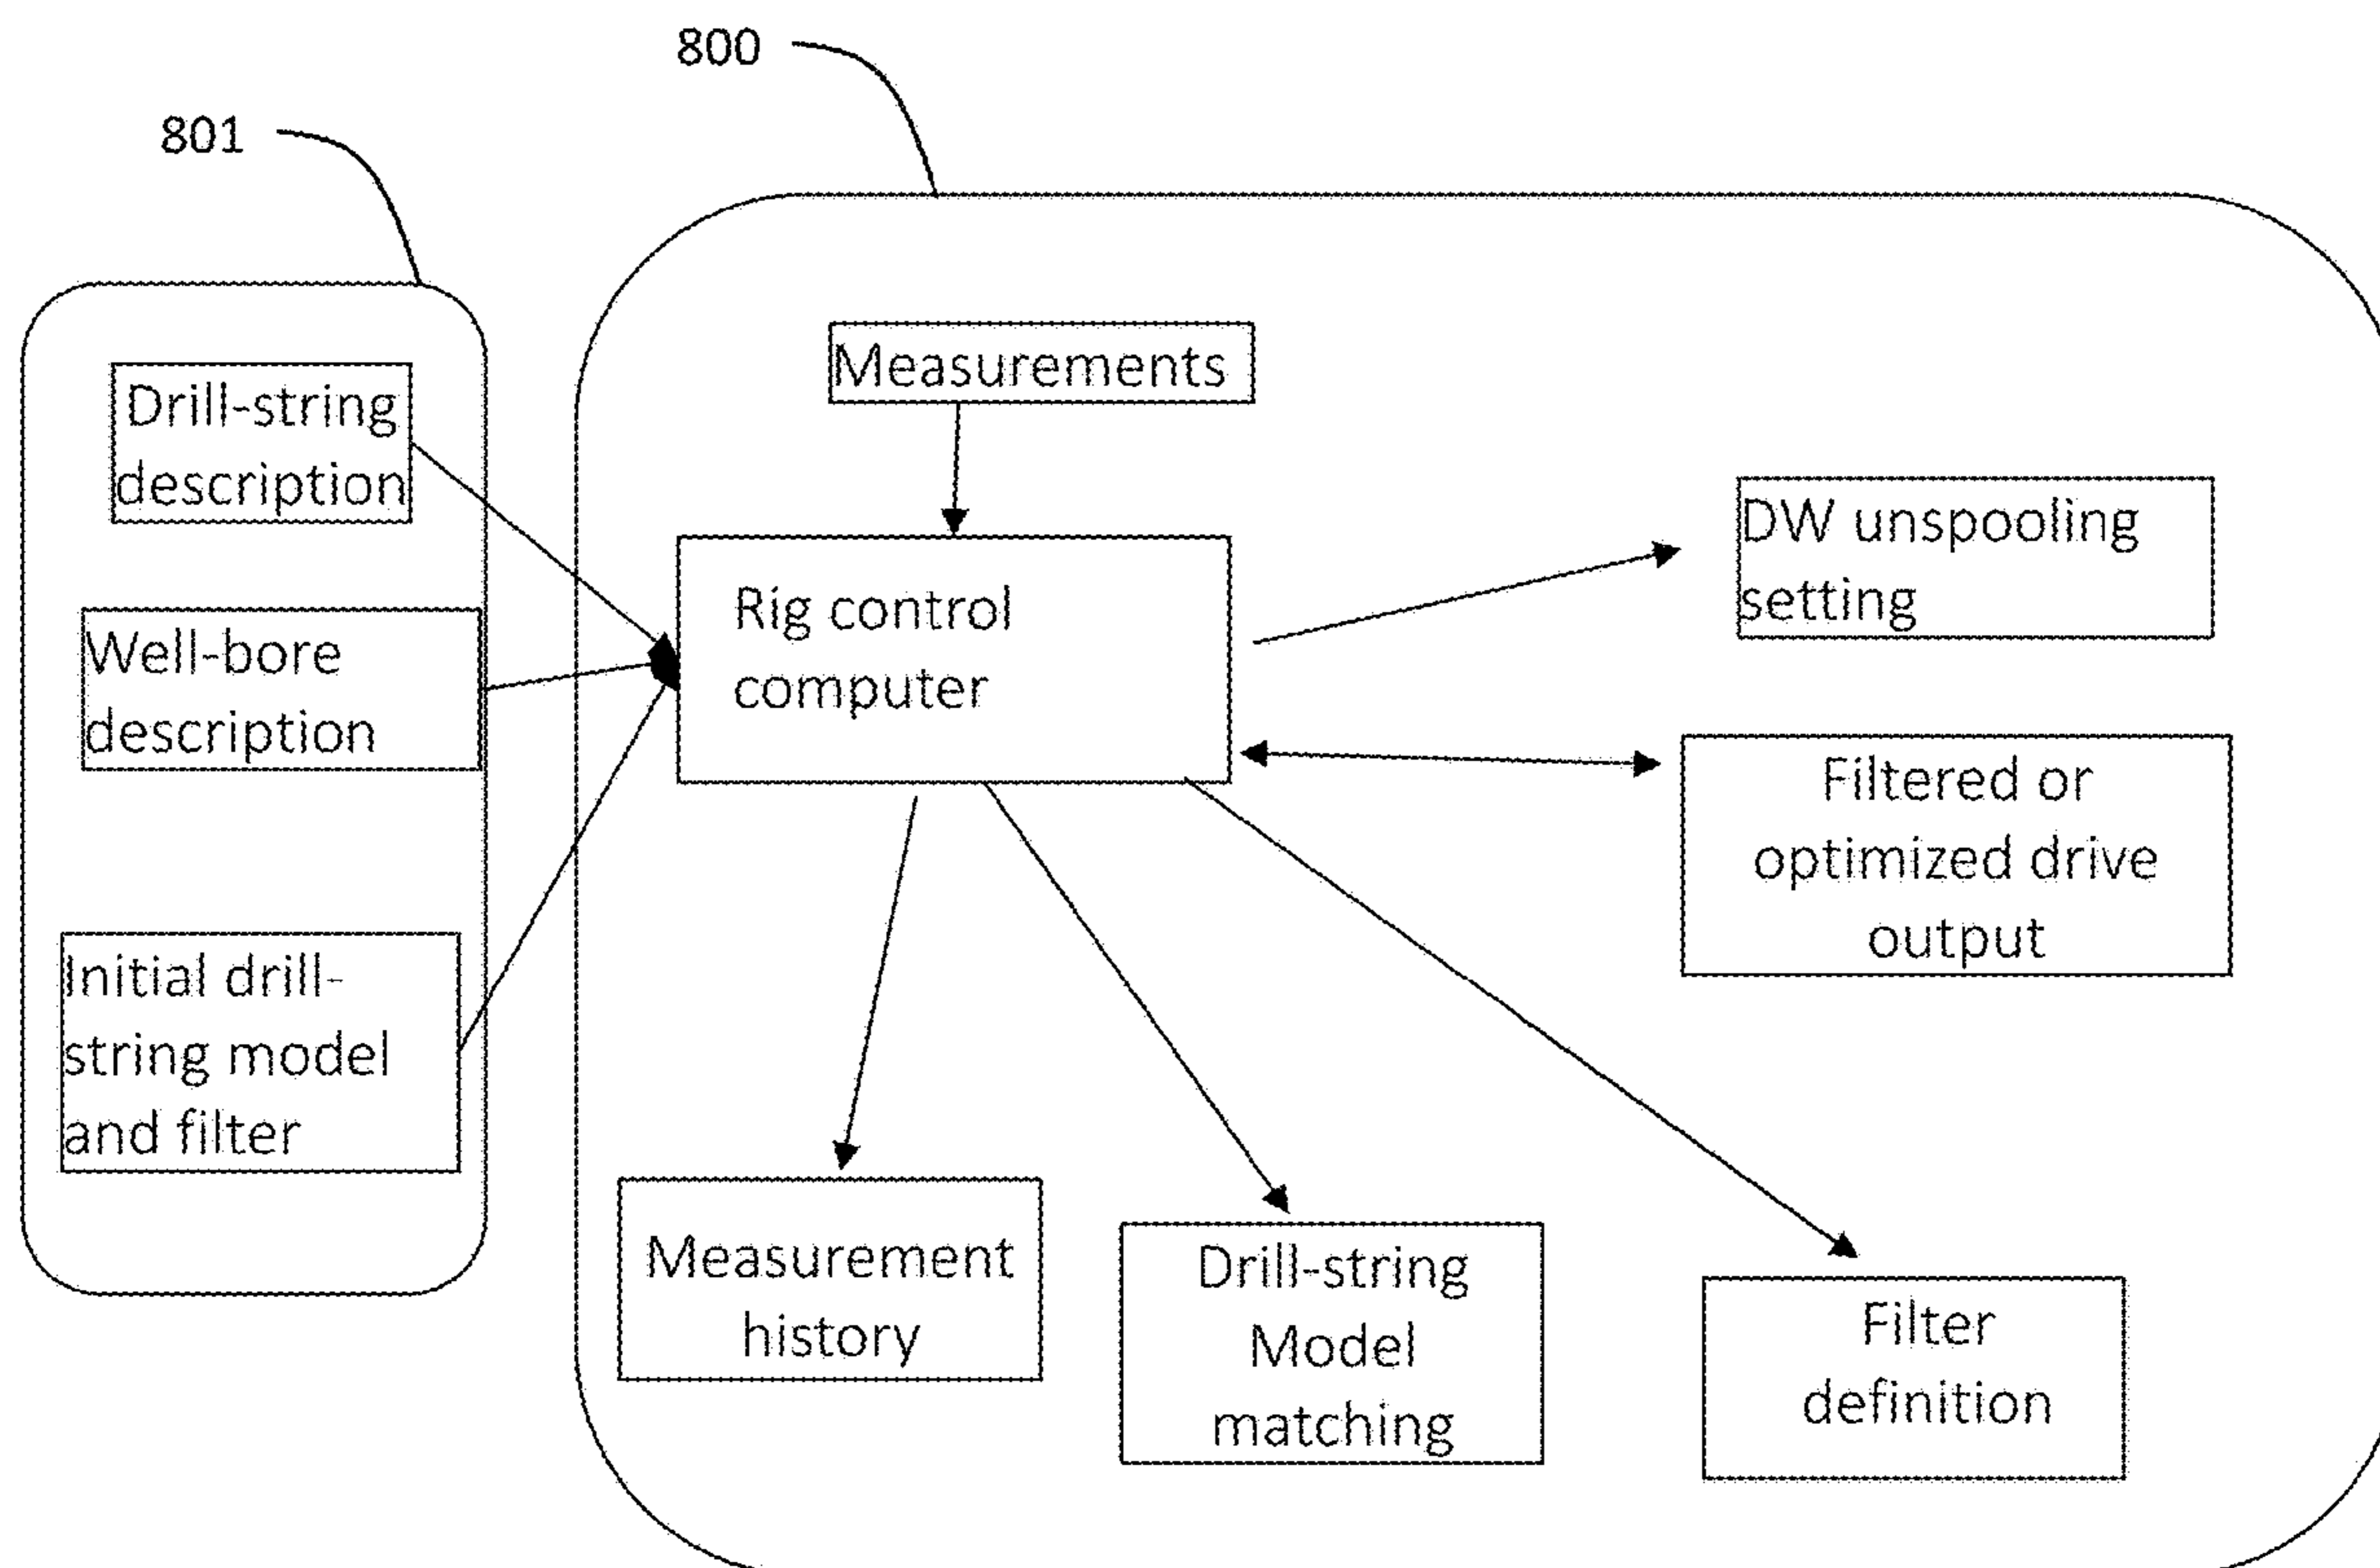 800
801
Drill-string
description
Well-bore
description
Initial drill-
string model
and filter
Measurements
Rig control
computer
DW unspooling
setting
Filtered or
optimized drive
output
Measurement
history
Drill-string
Model
matching
Filter
definition